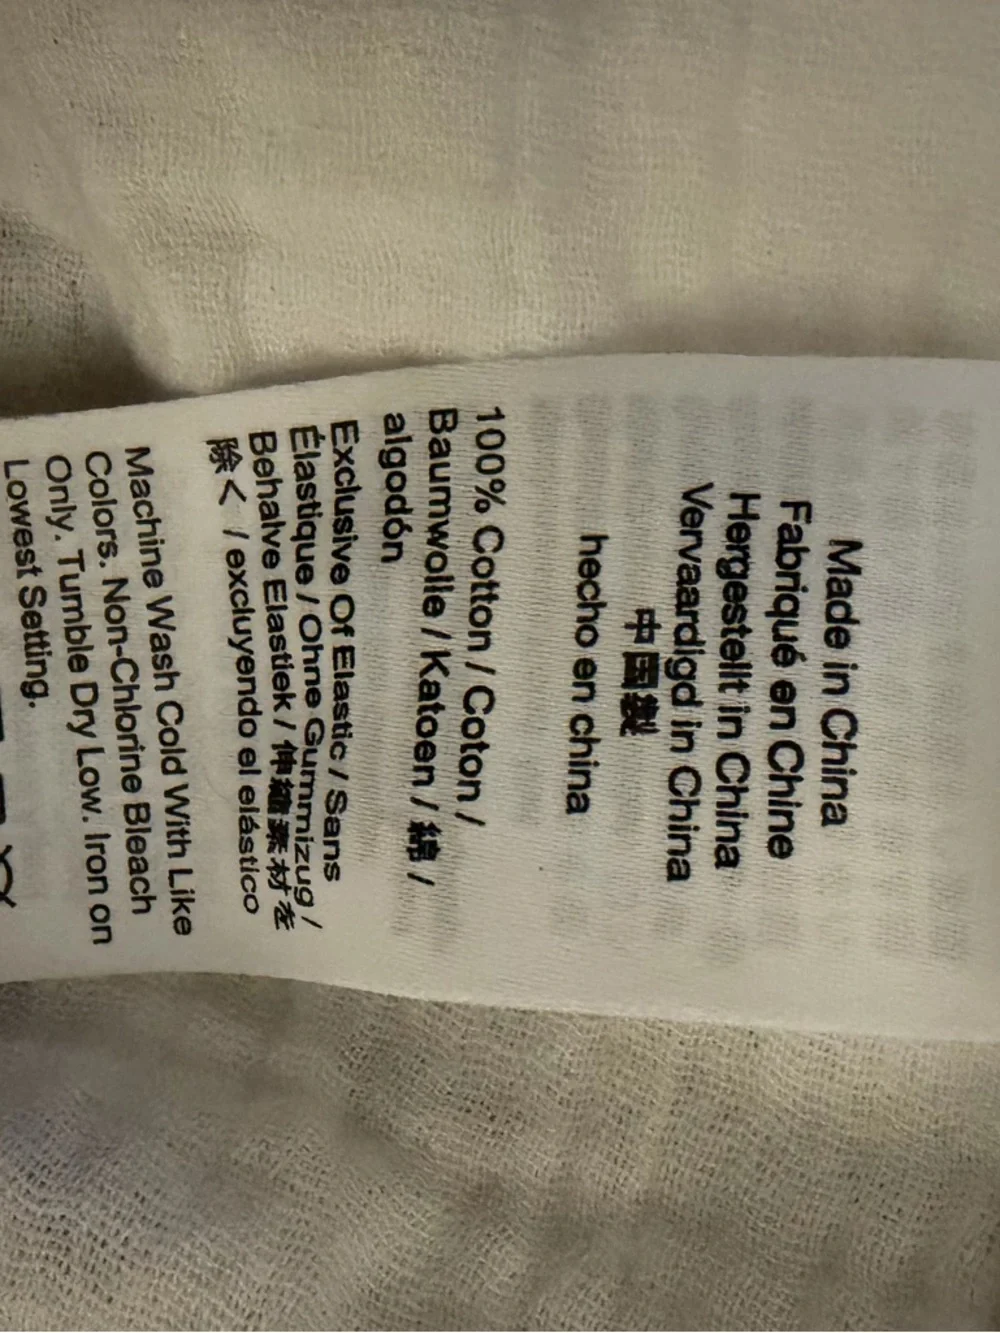 Made in China
Fabriqué en Chine
Hergestellt in China
Vervaardigd in China
中国製
hecho en china
100% Cotton / Coton /
Baumwolle / Katoen / 綿 /
algodón
Exclusive Of Elastic / Sans
Élastique / Ohne Gummizug /
Behalve Elastiek / 伸縮素材を
除く / excluyendo el elástico
Machine Wash Cold With Like
Colors. Non-Chlorine Bleach
Only. Tumble Dry Low. Iron on
Lowest Setting.